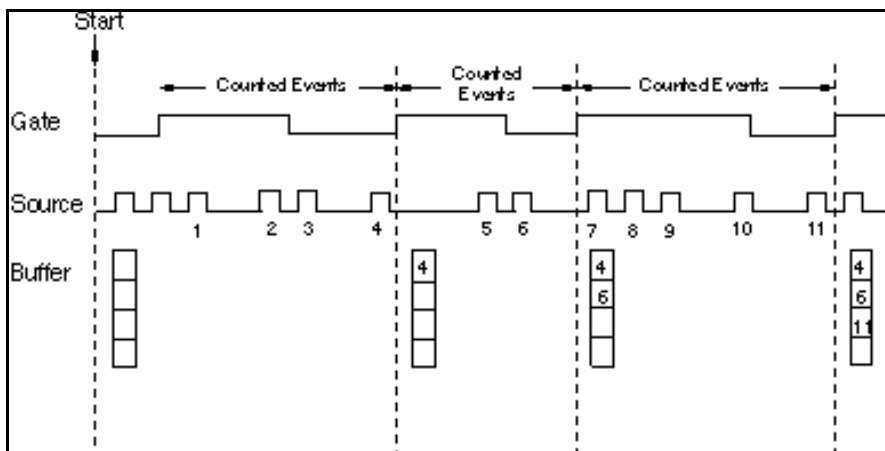 Start
Counted Events
Counted
Events
Counted Events
Gate
Source
1 2 3 4 5 6 7 8 9 10 11
Buffer
4 4 4
6 6
11